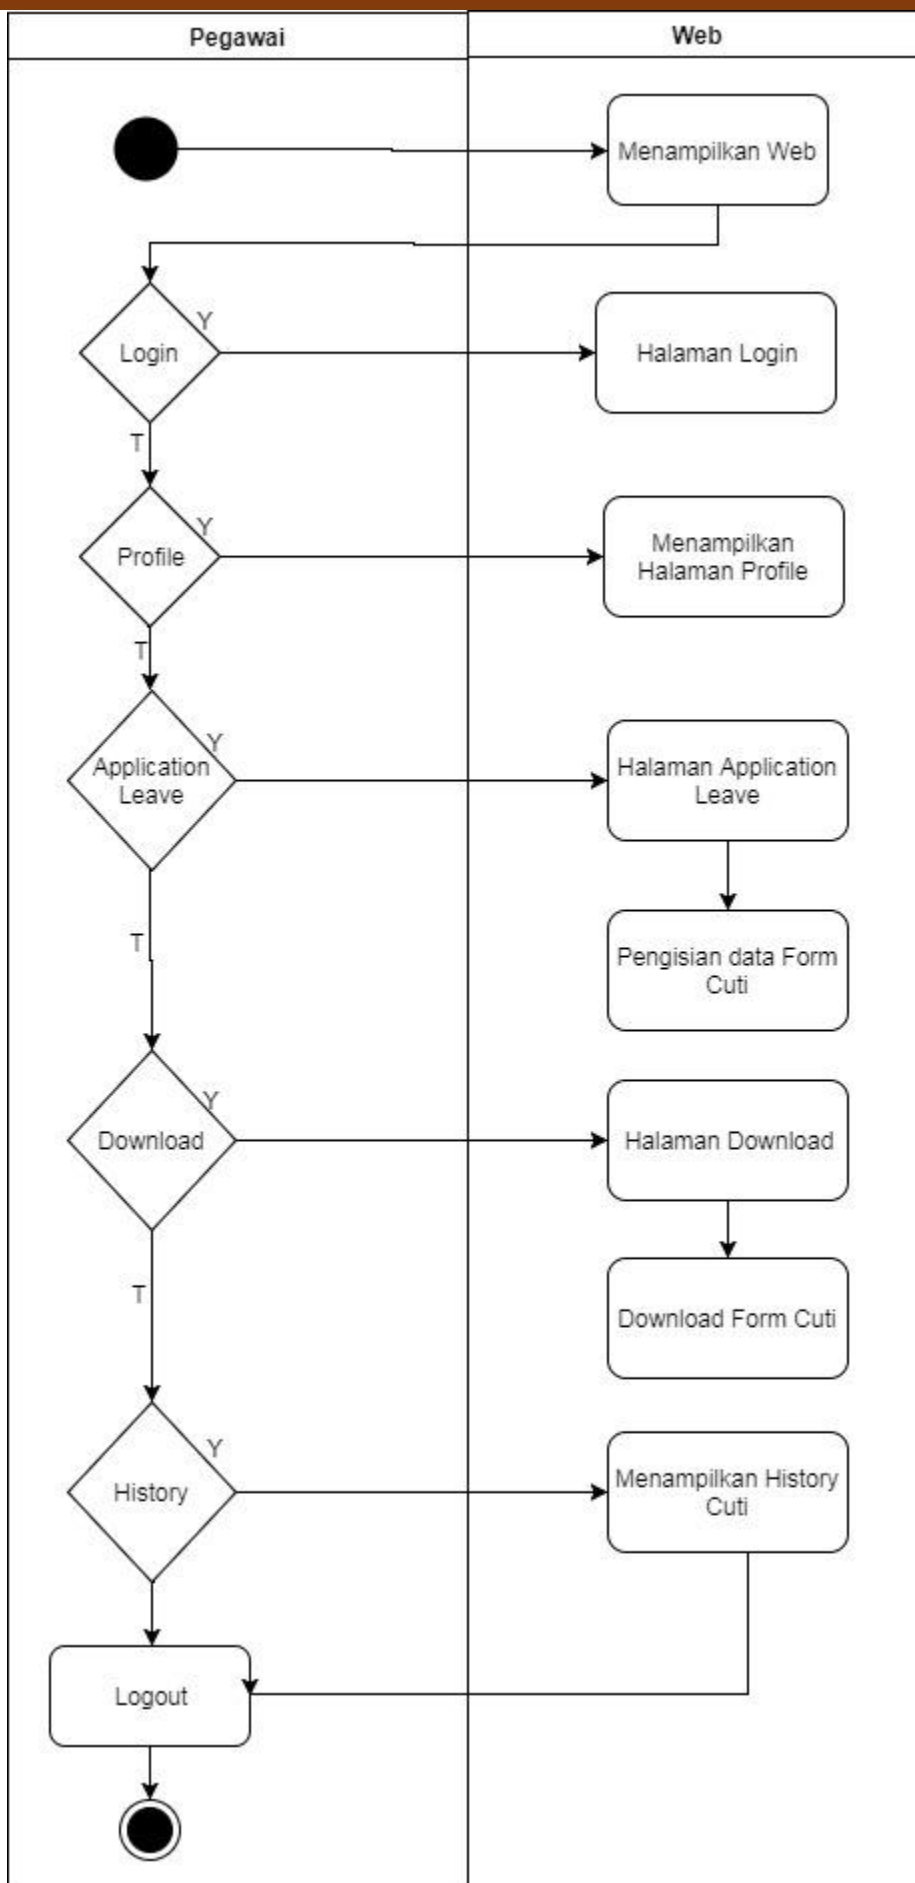 Pegawai
Web
Menampilkan Web
Y
Login
Halaman Login
T
Y
Profile
Menampilkan
Halaman Profile
T
Y
Application
Leave
Halaman Application
Leave
T
Pengisian data Form
Cuti
Y
Download
Halaman Download
T
Download Form Cuti
Y
History
Menampilkan History
Cuti
Logout